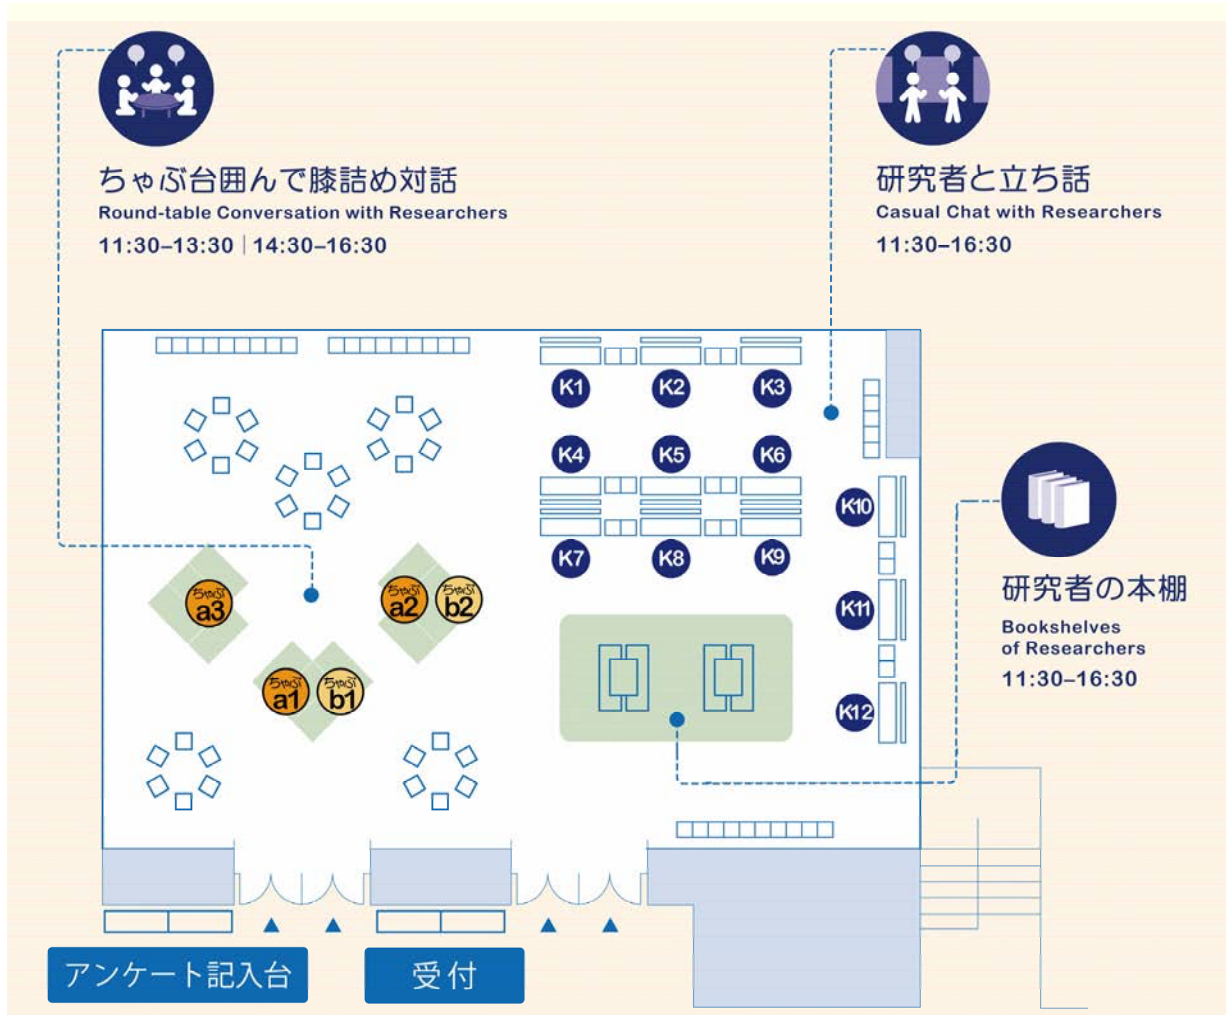 ちゃぶ台囲んで膝詰め対話
Round-table Conversation with Researchers
11:30–13:30 | 14:30–16:30
研究者と立ち話
Casual Chat with Researchers
11:30–16:30
K1
K2
K3
K4
K5
K6
K10
K7
K8
K9
研究者の本棚
Bookshelves
of Researchers
11:30–16:30
ちゃぶ
a3
ちゃぶ
a2
ちゃぶ
b2
K11
ちゃぶ
a1
ちゃぶ
b1
K12
アンケート記入台
受付